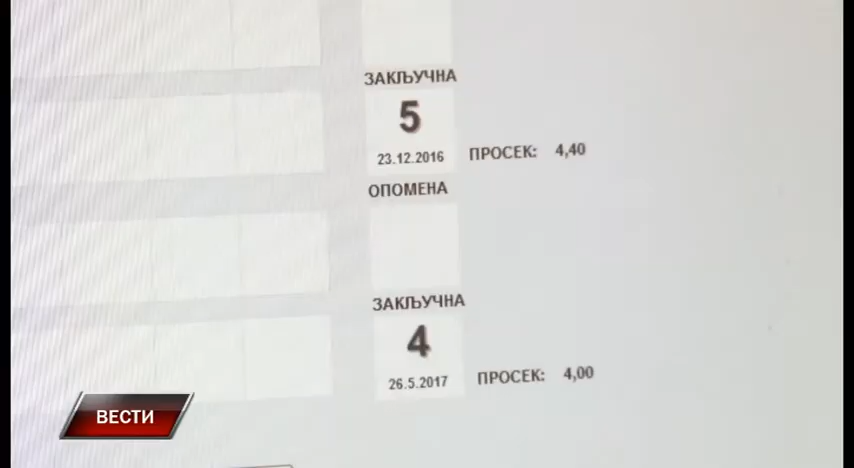 ЗАКЉУЧНА
5
23.12.2016 ПРОСЕК: 4,40
ОПОМЕНА
ЗАКЉУЧНА
4
26.5.2017 ПРОСЕК: 4,00
ВЕСТИ